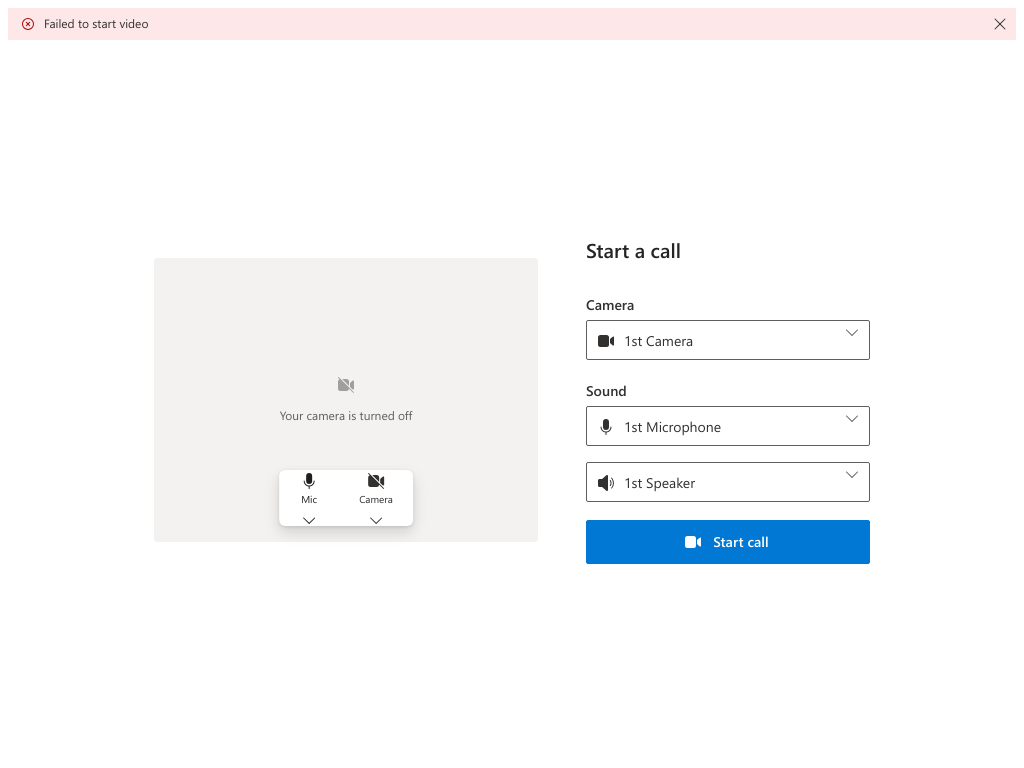 Failed to start video
Start a call
Camera
1st Camera
Sound
1st Microphone
1st Speaker
Start call
Your camera is turned off
Mic
Camera